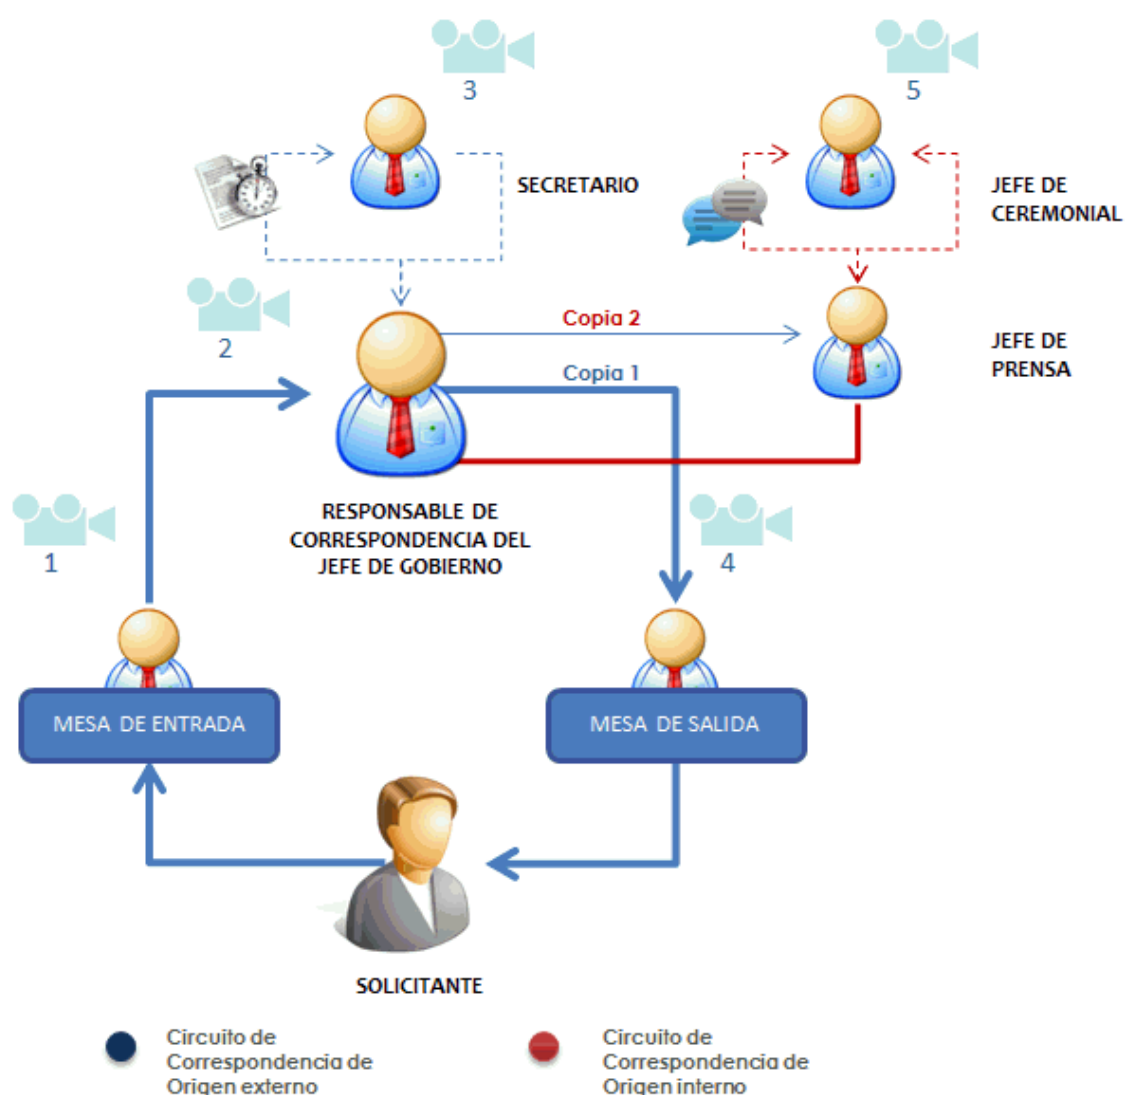 3
5
SECRETARIO
JEFE DE
CEREMONIAL
2
Copia 2
Copia 1
JEFE DE
PRENSA
RESPONSABLE DE
CORRESPONDENCIA DEL
JEFE DE GOBIERNO
1
4
MESA DE ENTRADA
MESA DE SALIDA
SOLICITANTE
Circuito de
Correspondencia de
Origen externo
Circuito de
Correspondencia de
Origen interno